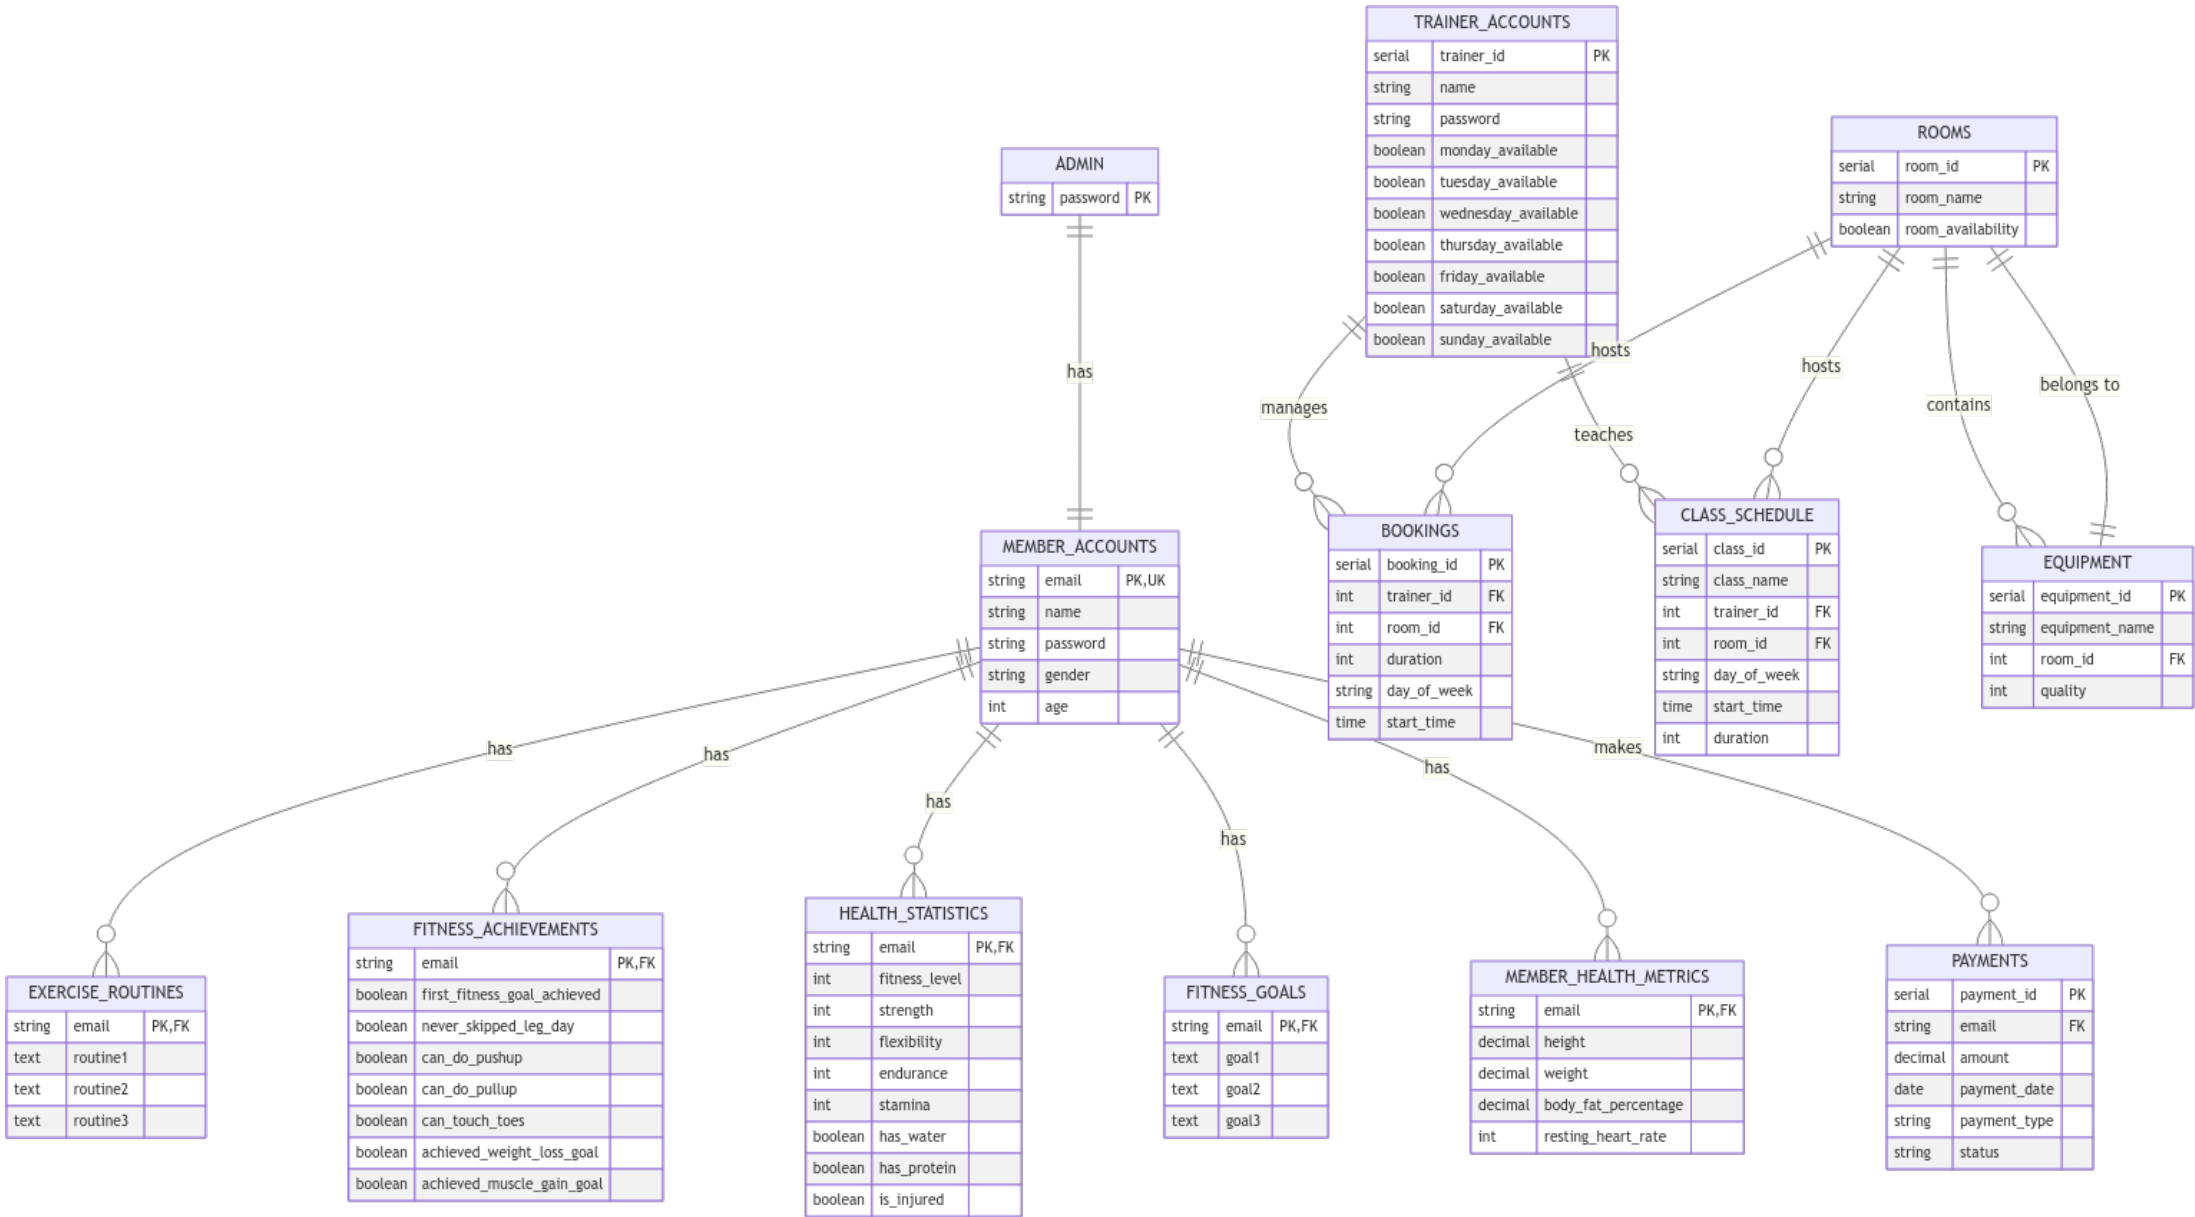 TRAINER_ACCOUNTS
serial trainer_id PK
string name
string password
boolean monday_available
boolean tuesday_available
boolean wednesday_available
boolean thursday_available
boolean friday_available
boolean saturday_available
boolean sunday_available
ROOMS
serial room_id PK
string room_name
boolean room_availability
ADMIN
string password PK
has
manages
hosts
teaches
hosts
contains
belongs to
MEMBER_ACCOUNTS
string email PK,UK
string name
string password
string gender
int age
BOOKINGS
serial booking_id PK
int trainer_id FK
int room_id FK
int duration
string day_of_week
time start_time
CLASS_SCHEDULE
serial class_id PK
string class_name
int trainer_id FK
int room_id FK
string day_of_week
time start_time
int duration
EQUIPMENT
serial equipment_id PK
string equipment_name
int room_id FK
int quality
has
has
has
has
has
makes
EXERCISE_ROUTINES
string email PK,FK
text routine1
text routine2
text routine3
FITNESS_ACHIEVEMENTS
string email PK,FK
boolean first_fitness_goal_achieved
boolean never_skipped_leg_day
boolean can_do_pushup
boolean can_do_pullup
boolean can_touch_toes
boolean achieved_weight_loss_goal
boolean achieved_muscle_gain_goal
HEALTH_STATISTICS
string email PK,FK
int fitness_level
int strength
int flexibility
int endurance
int stamina
boolean has_water
boolean has_protein
boolean is_injured
FITNESS_GOALS
string email PK,FK
text goal1
text goal2
text goal3
MEMBER_HEALTH_METRICS
string email PK,FK
decimal height
decimal weight
decimal body_fat_percentage
int resting_heart_rate
PAYMENTS
serial payment_id PK
string email FK
decimal amount
date payment_date
string payment_type
string status